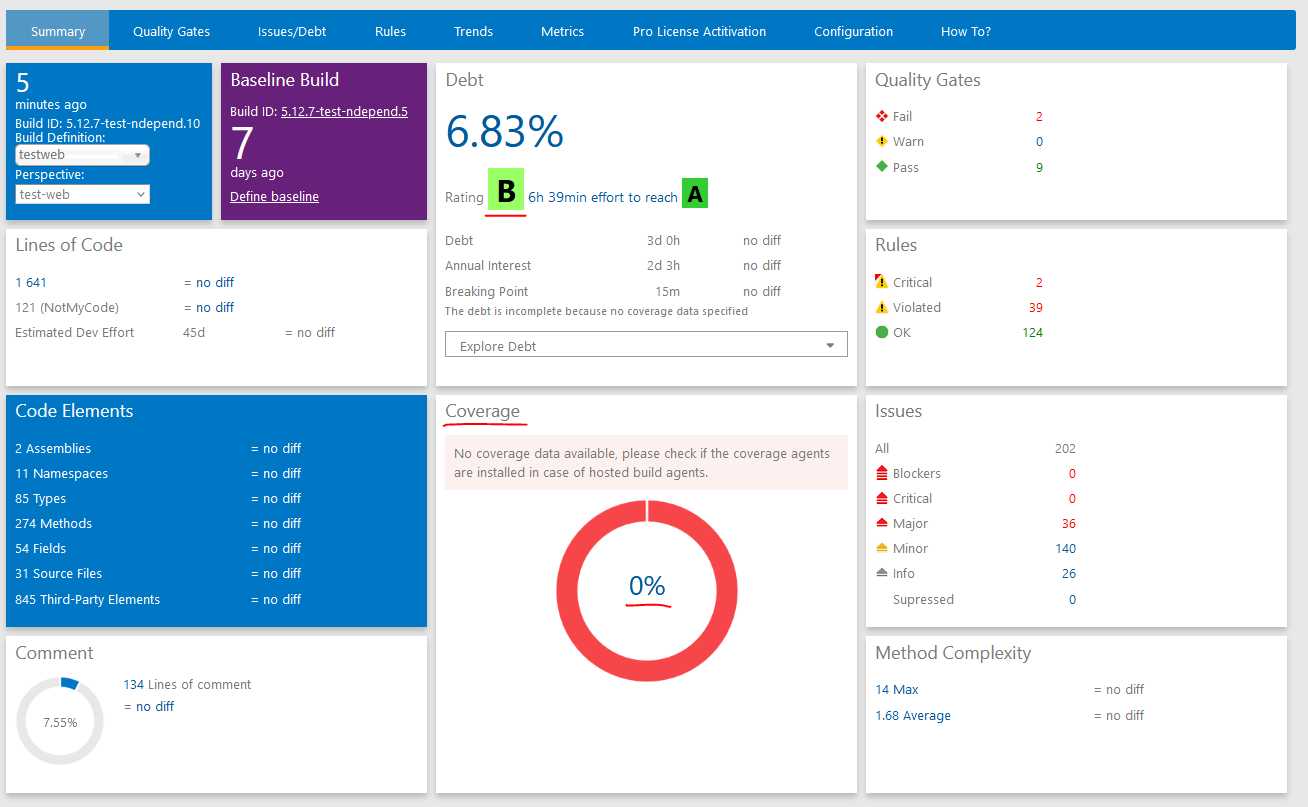 Summary Quality Gates Issues/Debt Rules Trends Metrics Pro License Actitivation Configuration How To?
5
minutes ago
Build ID: 5.12.7-test-ndepend.10
Build Definition:
testweb
Perspective:
test-web
Baseline Build
Build ID: 5.12.7-test-ndepend.5
7
days ago
Define baseline
Debt
6.83%
Rating B 6h 39min effort to reach A
Debt 3d 0h no diff
Annual Interest 2d 3h no diff
Breaking Point 15m no diff
The debt is incomplete because no coverage data specified
Explore Debt
Quality Gates
Fail 2
Warn 0
Pass 9
Lines of Code
1 641 = no diff
121 (NotMyCode) = no diff
Estimated Dev Effort 45d = no diff
Rules
Critical 2
Violated 39
OK 124
Code Elements
2 Assemblies = no diff
11 Namespaces = no diff
85 Types = no diff
274 Methods = no diff
54 Fields = no diff
31 Source Files = no diff
845 Third-Party Elements = no diff
Coverage
No coverage data available, please check if the coverage agents
are installed in case of hosted build agents.
0%
Issues
All 202
Blockers 0
Critical 0
Major 36
Minor 140
Info 26
Supressed 0
Comment
7.55%
134 Lines of comment
= no diff
Method Complexity
14 Max = no diff
1.68 Average = no diff